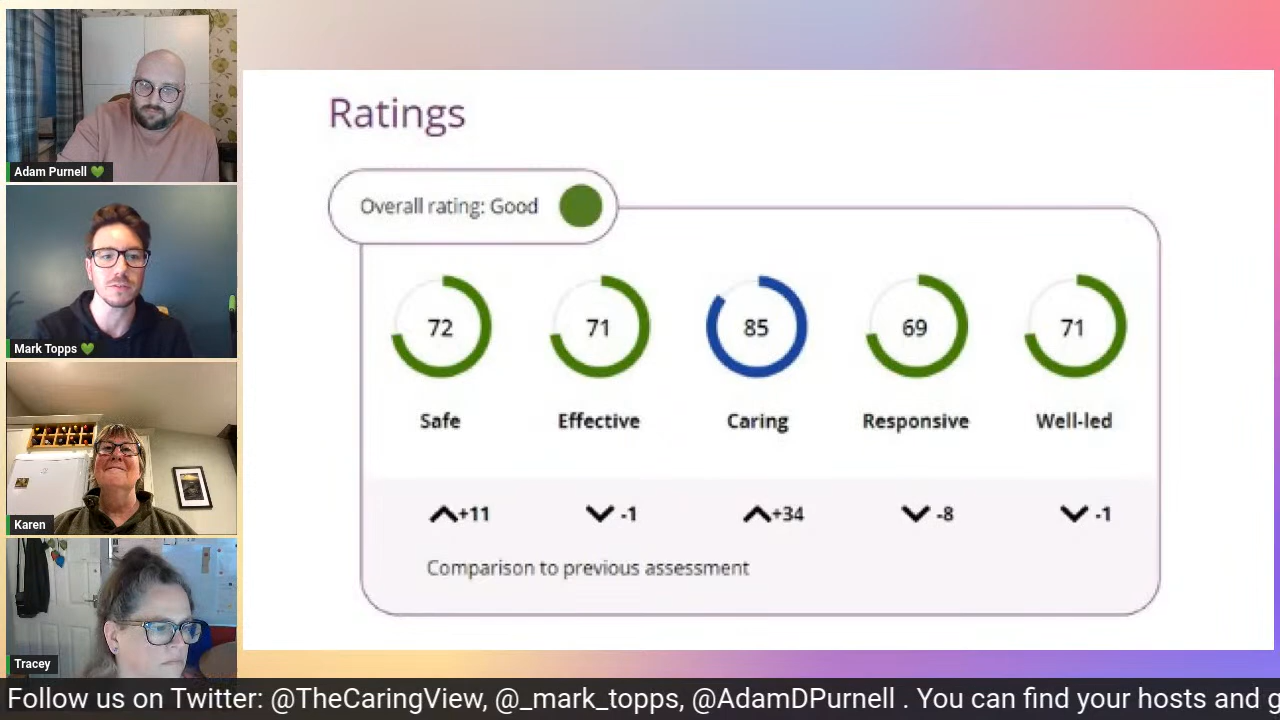 Adam Purnell 💚
Mark Topps 💚
Karen
Tracey
Ratings
Overall rating: Good
72 71 85 69 71
Safe Effective Caring Responsive Well-led
+11 -1 +34 -8 -1
Comparison to previous assessment
Follow us on Twitter: @TheCaringView, @_mark_topps, @AdamDPurnell . You can find your hosts and g